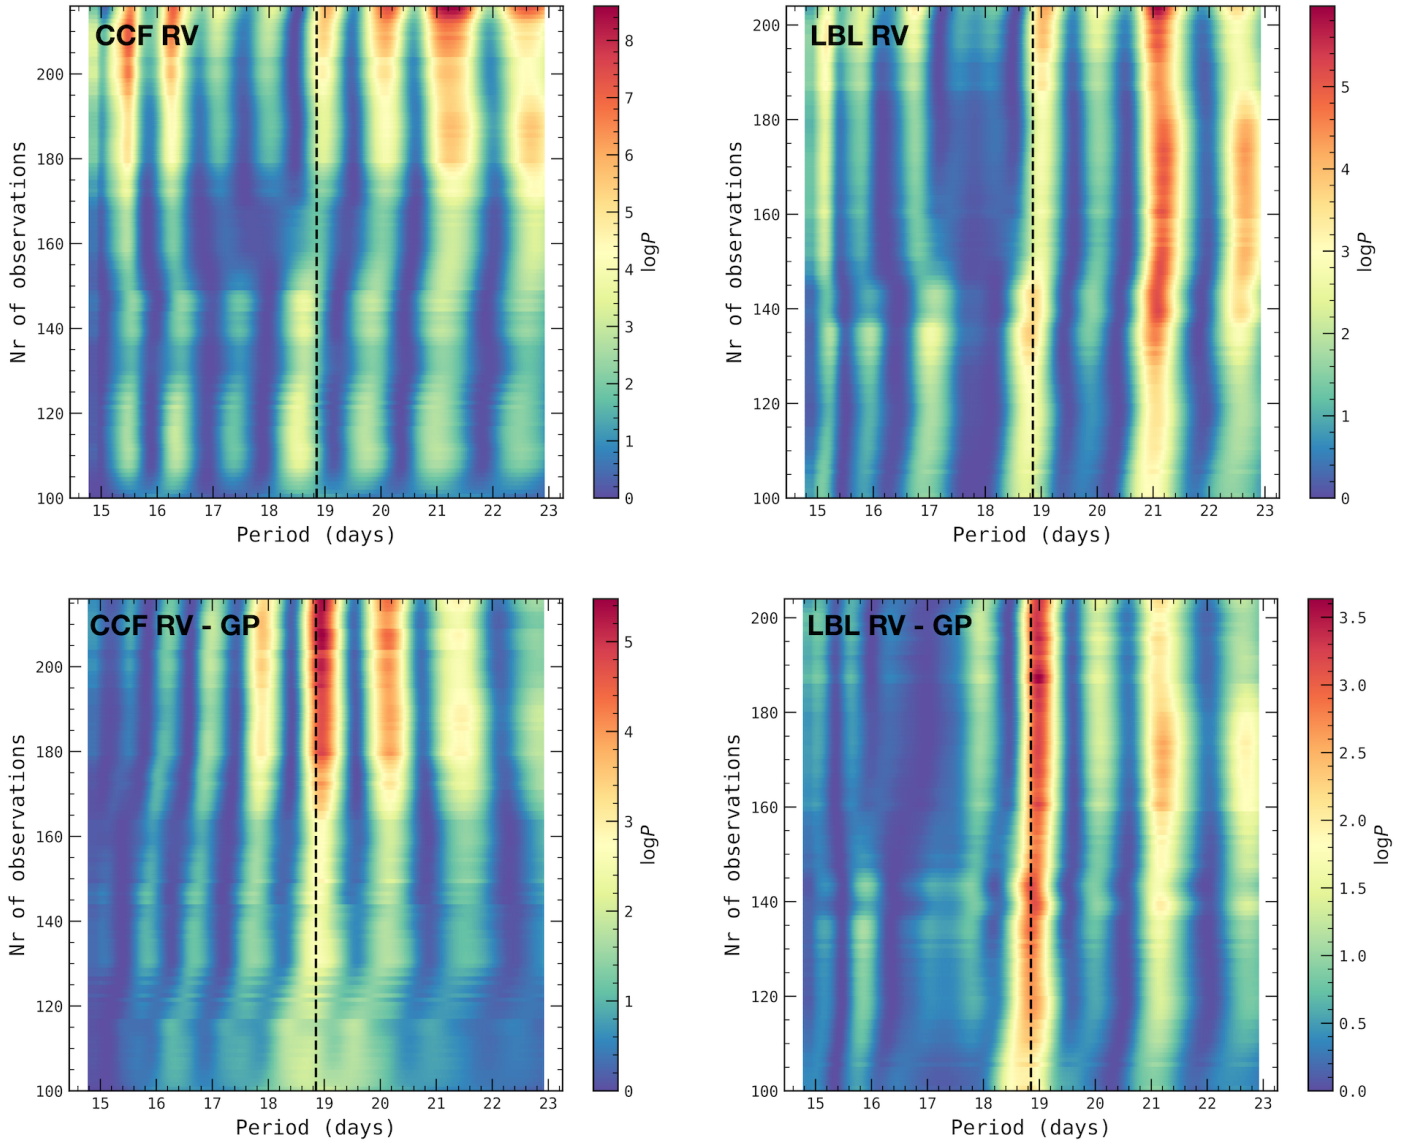 CCF RV
200
180
160
140
120
100
15 16 17 18 19 20 21 22 23
Period (days)
Nr of observations
8
7
6
5
4
3
2
1
0
logP
LBL RV
200
180
160
140
120
100
15 16 17 18 19 20 21 22 23
Period (days)
Nr of observations
5
4
3
2
1
0
logP
CCF RV - GP
200
180
160
140
120
100
15 16 17 18 19 20 21 22 23
Period (days)
Nr of observations
5
4
3
2
1
0
logP
LBL RV - GP
200
180
160
140
120
100
15 16 17 18 19 20 21 22 23
Period (days)
Nr of observations
3.5
3.0
2.5
2.0
1.5
1.0
0.5
0.0
logP